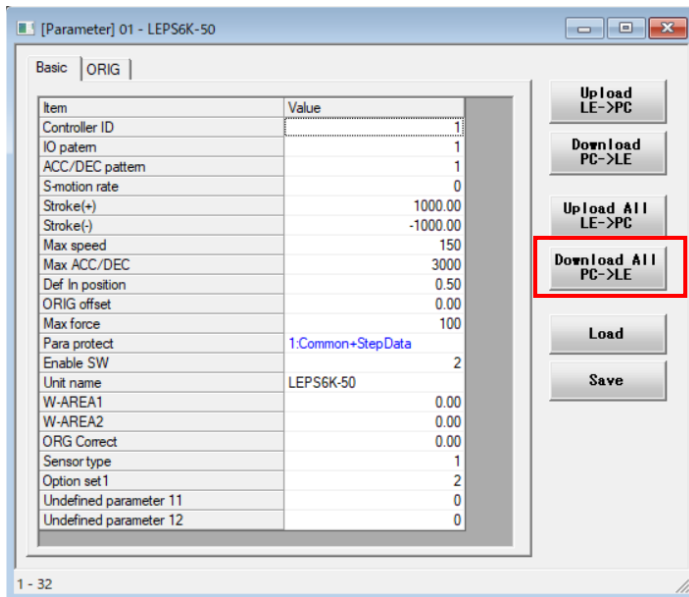 [Parameter] 01 - LEPS6K-50
Basic ORIG
Item Value
Controller ID 1
IO patern 1
ACC/DEC pattern 1
S-motion rate 0
Stroke(+) 1000.00
Stroke(-) -1000.00
Max speed 150
Max ACC/DEC 3000
Def In position 0.50
ORIG offset 0.00
Max force 100
Para protect 1:Common+StepData
Enable SW 2
Unit name LEPS6K-50
W-AREA1 0.00
W-AREA2 0.00
ORG Correct 0.00
Sensor type 1
Option set1 2
Undefined parameter 11 0
Undefined parameter 12 0
Upload
LE->PC
Download
PC->LE
Upload All
LE->PC
Download All
PC->LE
Load
Save
1 - 32